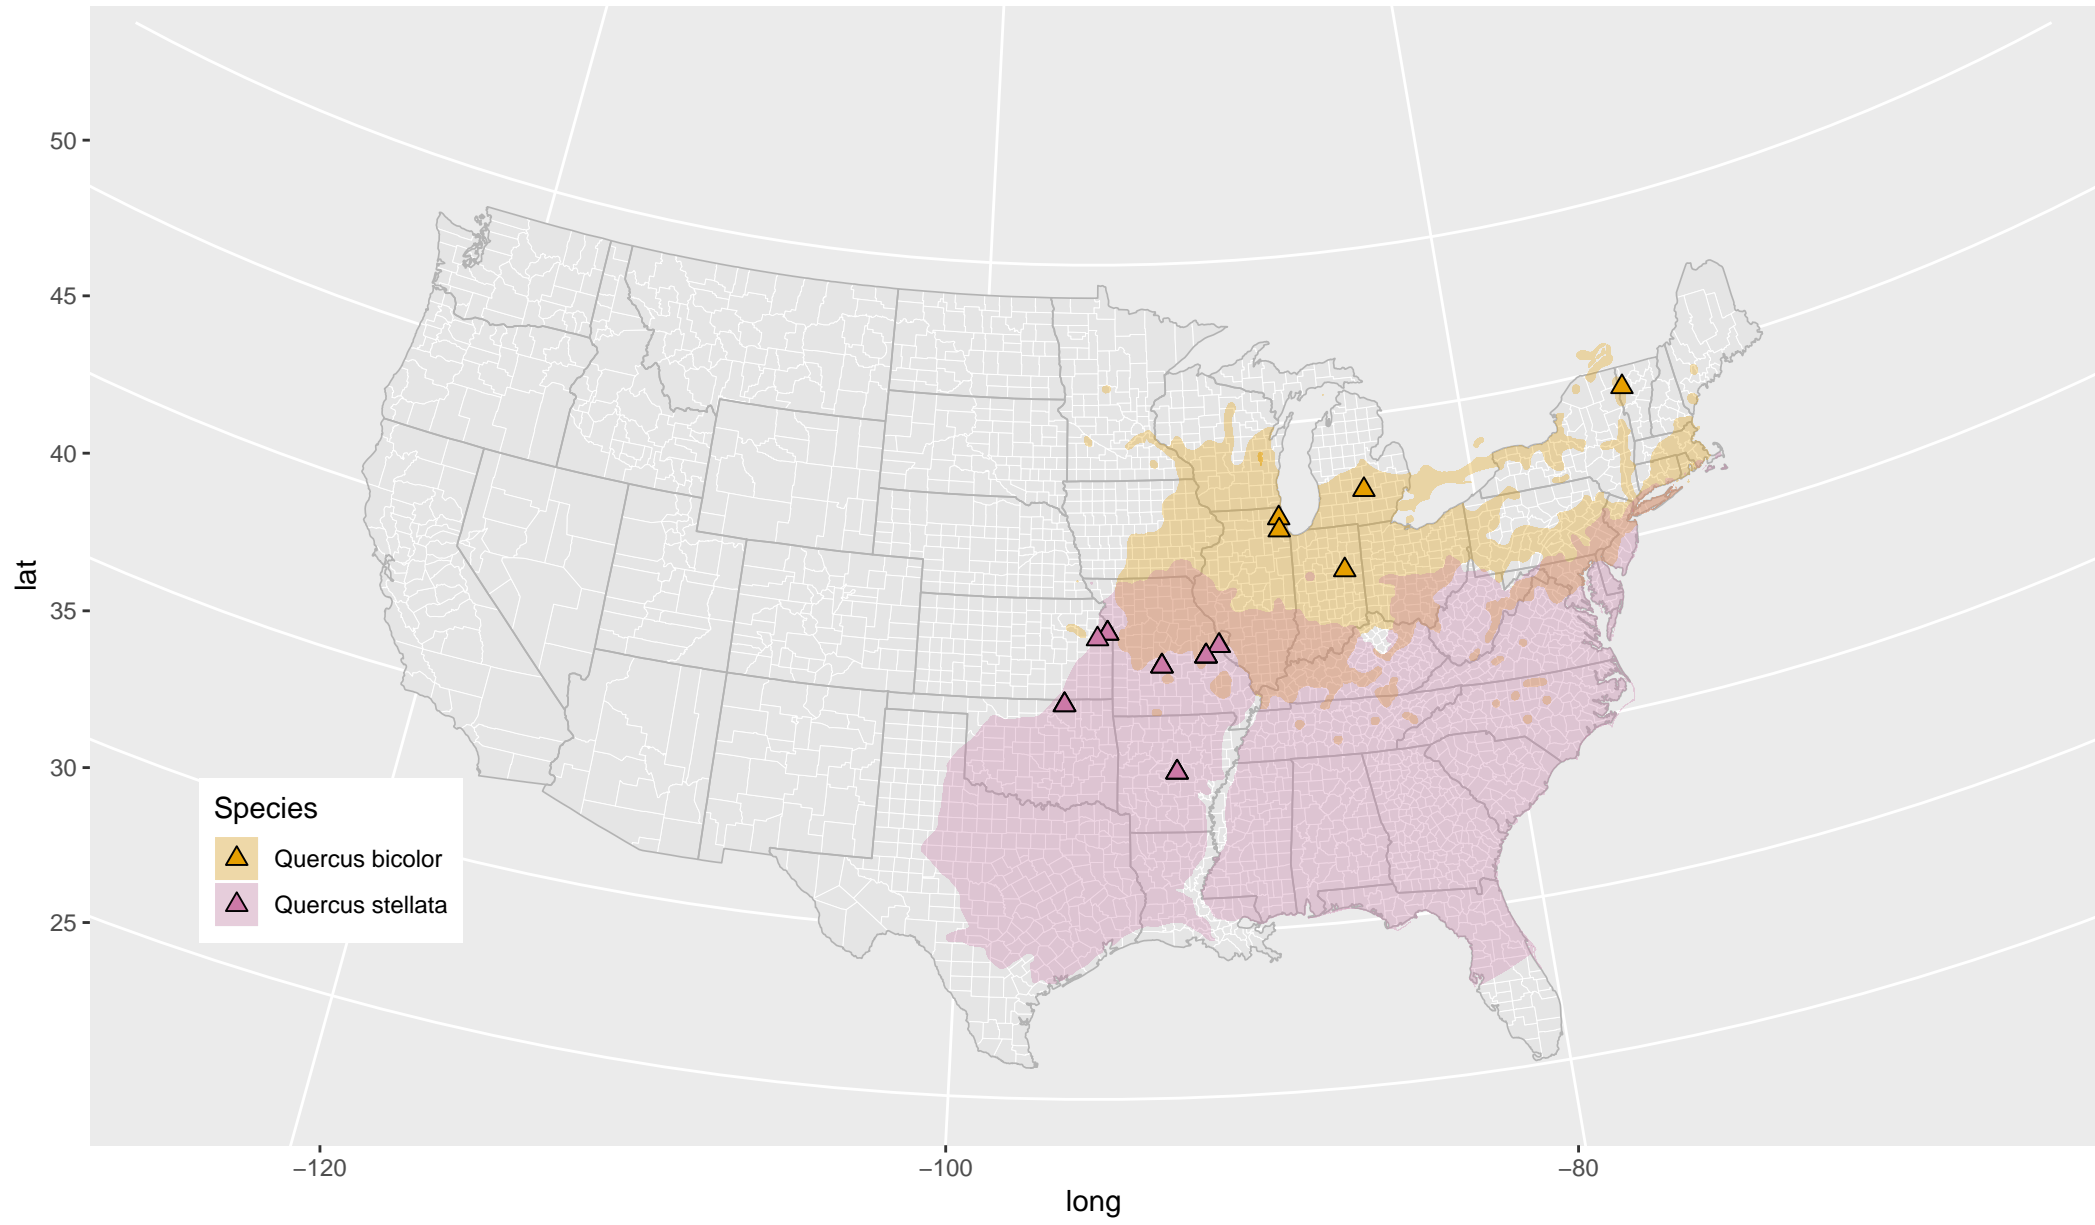 50
45
40
35
30
25
lat
Species
Quercus bicolor
Quercus stellata
−120
−100
−80
long